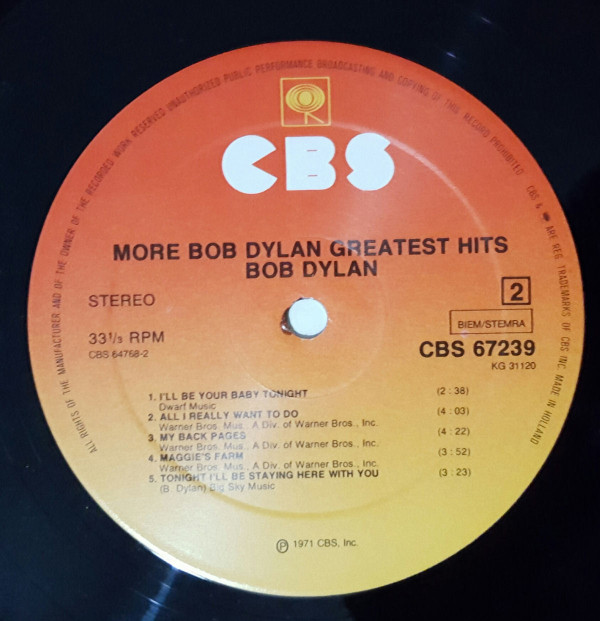 ALL RIGHTS OF THE MANUFACTURER AND OF THE OWNER OF THE RECORDED WORK RESERVED UNAUTHORIZED PUBLIC PERFORMANCE BROADCASTING AND COPYING OF THIS RECORD PROHIBITED
CBS & ARE REG. TRADEMARKS OF CBS INC. MADE IN HOLLAND
CBS
MORE BOB DYLAN GREATEST HITS
BOB DYLAN
STEREO
2
BIEM/STEMRA
33 1/3 RPM
CBS 67239
CBS 64768-2
KG 31120
1. I'LL BE YOUR BABY TONIGHT (2 : 38)
Dwarf Music
2. ALL I REALLY WANT TO DO (4 : 03)
Warner Bros. Mus., A Div. of Warner Bros., Inc.
3. MY BACK PAGES (4 : 22)
Warner Bros. Mus., A Div. of Warner Bros., Inc.
4. MAGGIE'S FARM (3 : 52)
Warner Bros. Mus., A Div. of Warner Bros., Inc.
5. TONIGHT I'LL BE STAYING HERE WITH YOU (3 : 23)
(B. Dylan) Big Sky Music
℗ 1971 CBS, Inc.